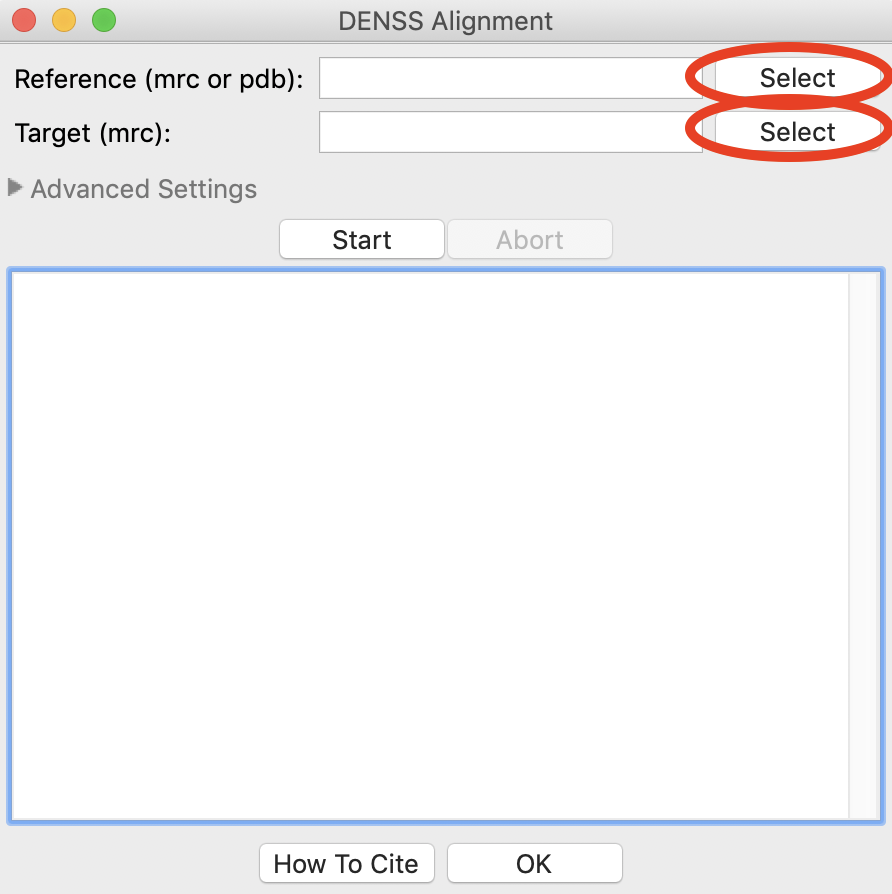 DENSS Alignment
Reference (mrc or pdb): Select
Target (mrc): Select
Advanced Settings
Start Abort
How To Cite OK